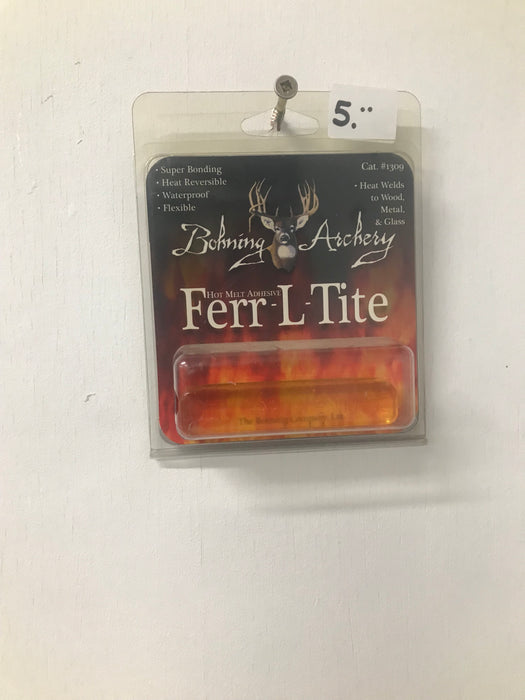 5.¨
• Super Bonding
• Heat Reversible
• Waterproof
• Flexible
Cat. #1309
• Heat Welds
to Wood,
Metal,
& Glass
Bohning Archery
Hot Melt Adhesive
Ferr-L-Tite
The Bohning Company, Ltd.